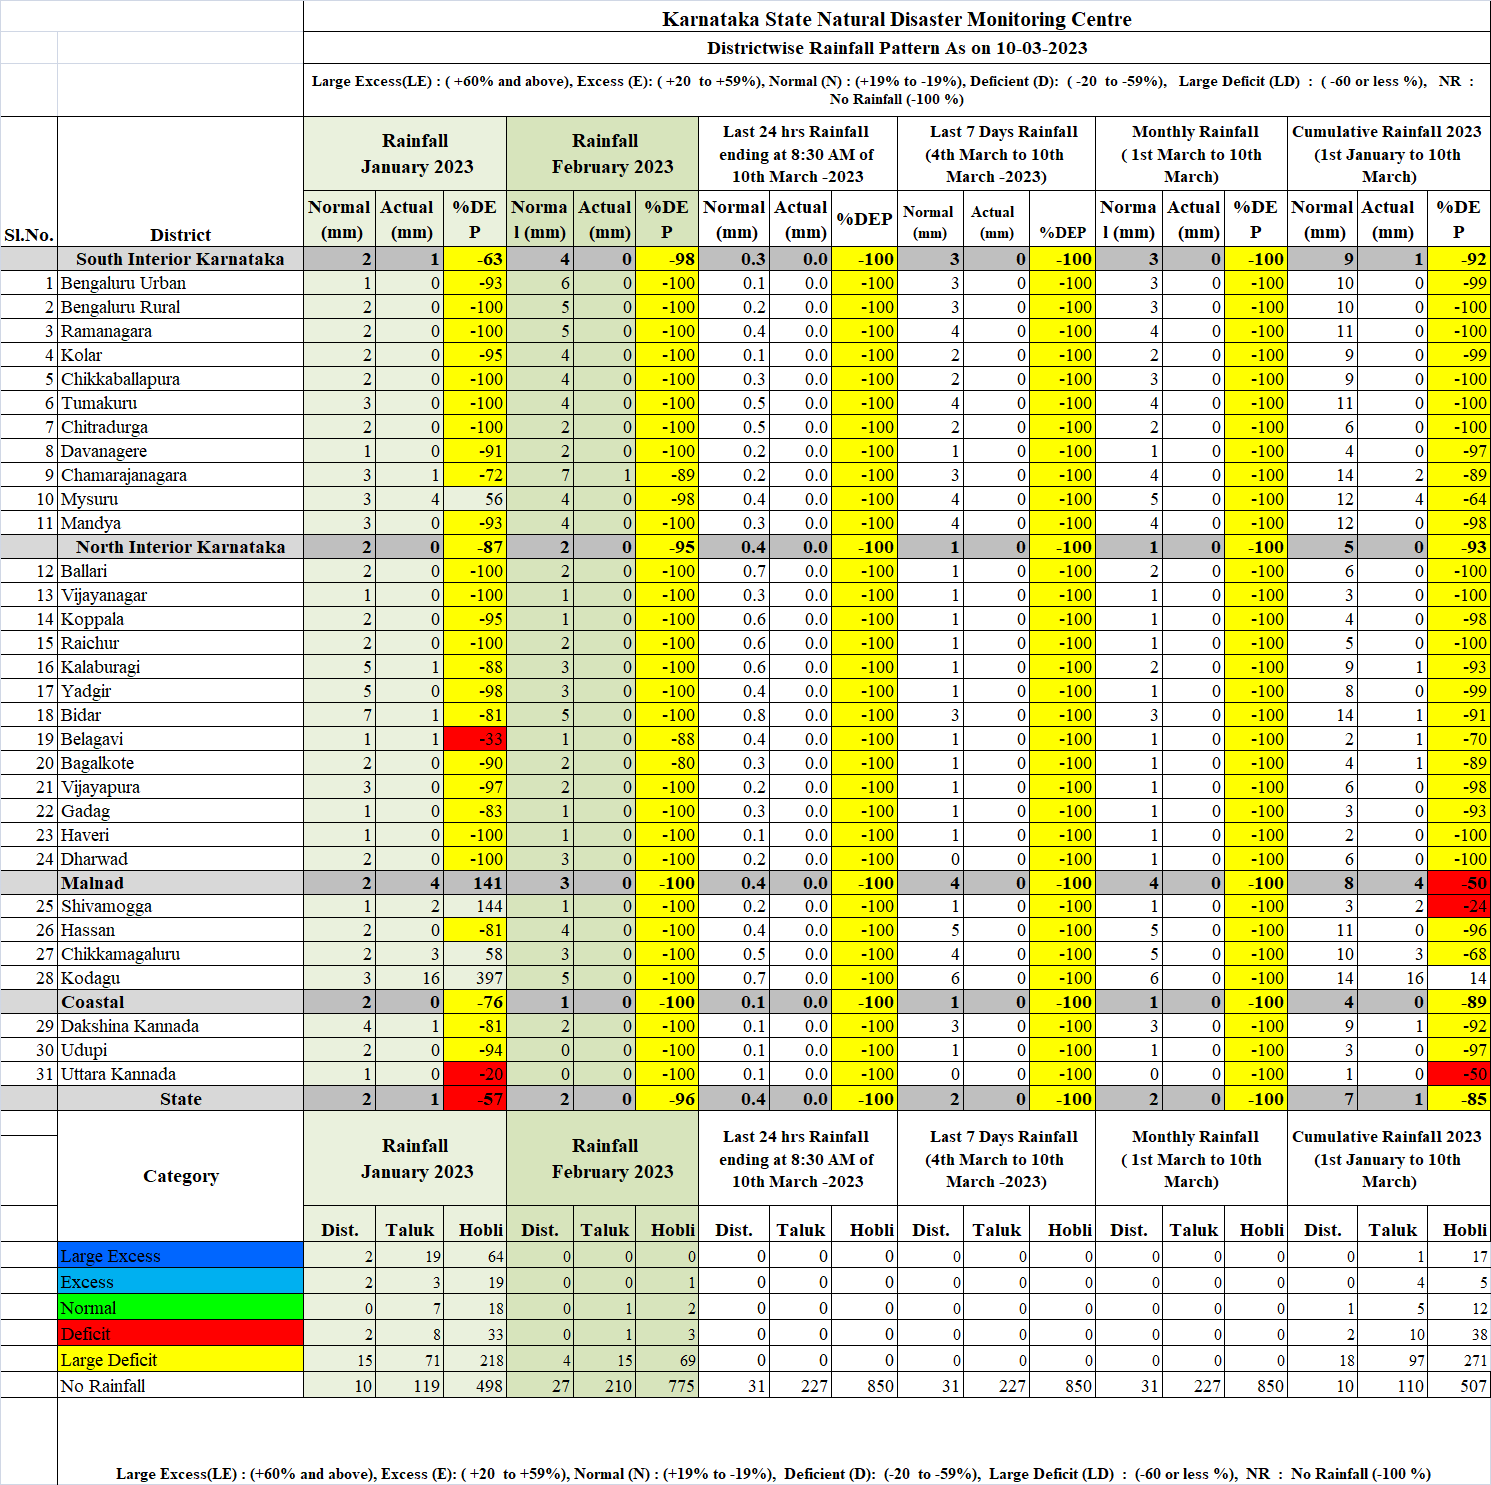 Karnataka State Natural Disaster Monitoring Centre
Districtwise Rainfall Pattern As on 10-03-2023
Large Excess(LE) : ( +60% and above), Excess (E): ( +20 to +59%), Normal (N) : (+19% to -19%), Deficient (D): ( -20 to -59%), Large Deficit (LD) : ( -60 or less %), NR :
No Rainfall (-100 %)
Sl.No. District Rainfall January 2023 Rainfall February 2023 Last 24 hrs Rainfall ending at 8:30 AM of 10th March -2023 Last 7 Days Rainfall (4th March to 10th March -2023) Monthly Rainfall ( 1st March to 10th March) Cumulative Rainfall 2023 (1st January to 10th March)
Normal (mm) Actual (mm) %DEP Normal (mm) Actual (mm) %DEP Normal (mm) Actual (mm) %DEP Normal (mm) Actual (mm) %DEP Normal (mm) Actual (mm) %DEP Normal (mm) Actual (mm) %DEP
South Interior Karnataka 2 1 -63 4 0 -98 0.3 0.0 -100 3 0 -100 3 0 -100 9 1 -92
1 Bengaluru Urban 1 0 -93 6 0 -100 0.1 0.0 -100 3 0 -100 3 0 -100 10 0 -99
2 Bengaluru Rural 2 0 -100 5 0 -100 0.2 0.0 -100 3 0 -100 3 0 -100 10 0 -100
3 Ramanagara 2 0 -100 5 0 -100 0.4 0.0 -100 4 0 -100 4 0 -100 11 0 -100
4 Kolar 2 0 -95 4 0 -100 0.1 0.0 -100 2 0 -100 2 0 -100 9 0 -99
5 Chikkaballapura 2 0 -100 4 0 -100 0.3 0.0 -100 2 0 -100 3 0 -100 9 0 -100
6 Tumakuru 3 0 -100 4 0 -100 0.5 0.0 -100 4 0 -100 4 0 -100 11 0 -100
7 Chitradurga 2 0 -100 2 0 -100 0.5 0.0 -100 2 0 -100 2 0 -100 6 0 -100
8 Davanagere 1 0 -91 2 0 -100 0.2 0.0 -100 1 0 -100 1 0 -100 4 0 -97
9 Chamarajanagara 3 1 -72 7 1 -89 0.2 0.0 -100 3 0 -100 4 0 -100 14 2 -89
10 Mysuru 3 4 56 4 0 -98 0.4 0.0 -100 4 0 -100 5 0 -100 12 4 -64
11 Mandya 3 0 -93 4 0 -100 0.3 0.0 -100 4 0 -100 4 0 -100 12 0 -98
North Interior Karnataka 2 0 -87 2 0 -95 0.4 0.0 -100 1 0 -100 1 0 -100 5 0 -93
12 Ballari 2 0 -100 2 0 -100 0.7 0.0 -100 1 0 -100 2 0 -100 6 0 -100
13 Vijayanagar 1 0 -100 1 0 -100 0.3 0.0 -100 1 0 -100 1 0 -100 3 0 -100
14 Koppala 2 0 -95 1 0 -100 0.6 0.0 -100 1 0 -100 1 0 -100 4 0 -98
15 Raichur 2 0 -100 2 0 -100 0.6 0.0 -100 1 0 -100 1 0 -100 5 0 -100
16 Kalaburagi 5 1 -88 3 0 -100 0.6 0.0 -100 1 0 -100 2 0 -100 9 1 -93
17 Yadgir 5 0 -98 3 0 -100 0.4 0.0 -100 1 0 -100 1 0 -100 8 0 -99
18 Bidar 7 1 -81 5 0 -100 0.8 0.0 -100 3 0 -100 3 0 -100 14 1 -91
19 Belagavi 1 1 -33 1 0 -88 0.4 0.0 -100 1 0 -100 1 0 -100 2 1 -70
20 Bagalkote 2 0 -90 2 0 -80 0.3 0.0 -100 1 0 -100 1 0 -100 4 1 -89
21 Vijayapura 3 0 -97 2 0 -100 0.2 0.0 -100 1 0 -100 1 0 -100 6 0 -98
22 Gadag 1 0 -83 1 0 -100 0.3 0.0 -100 1 0 -100 1 0 -100 3 0 -93
23 Haveri 1 0 -100 1 0 -100 0.1 0.0 -100 1 0 -100 1 0 -100 2 0 -100
24 Dharwad 2 0 -100 3 0 -100 0.2 0.0 -100 0 0 -100 1 0 -100 6 0 -100
Malnad 2 4 141 3 0 -100 0.4 0.0 -100 4 0 -100 4 0 -100 8 4 -50
25 Shivamogga 1 2 144 1 0 -100 0.2 0.0 -100 1 0 -100 1 0 -100 3 2 -24
26 Hassan 2 0 -81 4 0 -100 0.4 0.0 -100 5 0 -100 5 0 -100 11 0 -96
27 Chikkamagaluru 2 3 58 3 0 -100 0.5 0.0 -100 4 0 -100 5 0 -100 10 3 -68
28 Kodagu 3 16 397 5 0 -100 0.7 0.0 -100 6 0 -100 6 0 -100 14 16 14
Coastal 2 0 -76 1 0 -100 0.1 0.0 -100 1 0 -100 1 0 -100 4 0 -89
29 Dakshina Kannada 4 1 -81 2 0 -100 0.1 0.0 -100 3 0 -100 3 0 -100 9 1 -92
30 Udupi 2 0 -94 0 0 -100 0.1 0.0 -100 1 0 -100 1 0 -100 3 0 -97
31 Uttara Kannada 1 0 -20 0 0 -100 0.1 0.0 -100 0 0 -100 0 0 -100 1 0 -50
State 2 1 -57 2 0 -96 0.4 0.0 -100 2 0 -100 2 0 -100 7 1 -85
Category Rainfall January 2023 Rainfall February 2023 Last 24 hrs Rainfall ending at 8:30 AM of 10th March -2023 Last 7 Days Rainfall (4th March to 10th March -2023) Monthly Rainfall ( 1st March to 10th March) Cumulative Rainfall 2023 (1st January to 10th March)
Dist. Taluk Hobli Dist. Taluk Hobli Dist. Taluk Hobli Dist. Taluk Hobli Dist. Taluk Hobli Dist. Taluk Hobli
Large Excess 2 19 64 0 0 0 0 0 0 0 0 0 0 0 0 0 1 17
Excess 2 3 19 0 0 1 0 0 0 0 0 0 0 0 0 0 4 5
Normal 0 7 18 0 1 2 0 0 0 0 0 0 0 0 0 1 5 12
Deficit 2 8 33 0 1 3 0 0 0 0 0 0 0 0 0 2 10 38
Large Deficit 15 71 218 4 15 69 0 0 0 0 0 0 0 0 0 18 97 271
No Rainfall 10 119 498 27 210 775 31 227 850 31 227 850 31 227 850 10 110 507
Large Excess(LE) : (+60% and above), Excess (E): ( +20 to +59%), Normal (N) : (+19% to -19%), Deficient (D): (-20 to -59%), Large Deficit (LD) : (-60 or less %), NR : No Rainfall (-100 %)